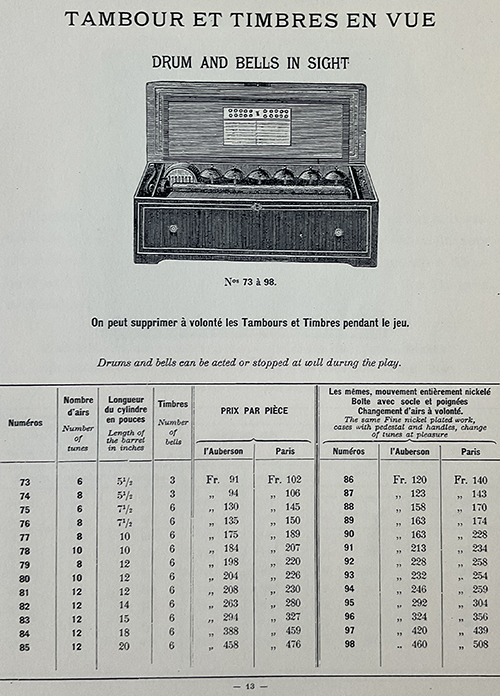 TAMBOUR ET TIMBRES EN VUE
DRUM AND BELLS IN SIGHT
Nos 73 à 98.
On peut supprimer à volonté les Tambours et Timbres pendant le jeu.
Drums and bells can be acted or stopped at will during the play.
Numéros
Nombre
d'airs
Number
of
tunes
Longueur
du cylindre
en pouces
Length of
the barrel
in inches
Timbres
Number
of
bells
PRIX PAR PIÈCE
l'Auberson Paris
Les mêmes, mouvement entièrement nickelé
Boîte avec socle et poignées
Changement d'airs à volonté.
The same Fine nickel plated work,
cases with pedestal and handles, change
of tunes at pleasure
Numéros l'Auberson Paris
73 6 5 1/2 3 Fr. 91 Fr. 102 86 Fr. 120 Fr. 140
74 8 5 1/2 3 „ 94 „ 106 87 „ 123 „ 143
75 6 7 1/2 6 „ 130 „ 145 88 „ 158 „ 170
76 8 7 1/2 6 „ 135 „ 150 89 „ 163 „ 174
77 8 10 6 „ 175 „ 189 90 „ 163 „ 228
78 10 10 6 „ 184 „ 207 91 „ 213 „ 234
79 8 12 6 „ 198 „ 220 92 „ 228 „ 258
80 10 12 6 „ 204 „ 226 93 „ 232 „ 254
81 12 12 6 „ 208 „ 230 94 „ 246 „ 259
82 12 14 6 „ 263 „ 280 95 „ 292 „ 304
83 12 15 6 „ 294 „ 327 96 „ 324 „ 356
84 12 18 6 „ 388 „ 459 97 „ 420 „ 439
85 12 20 6 „ 458 „ 476 98 „ 460 „ 508
— 13 —